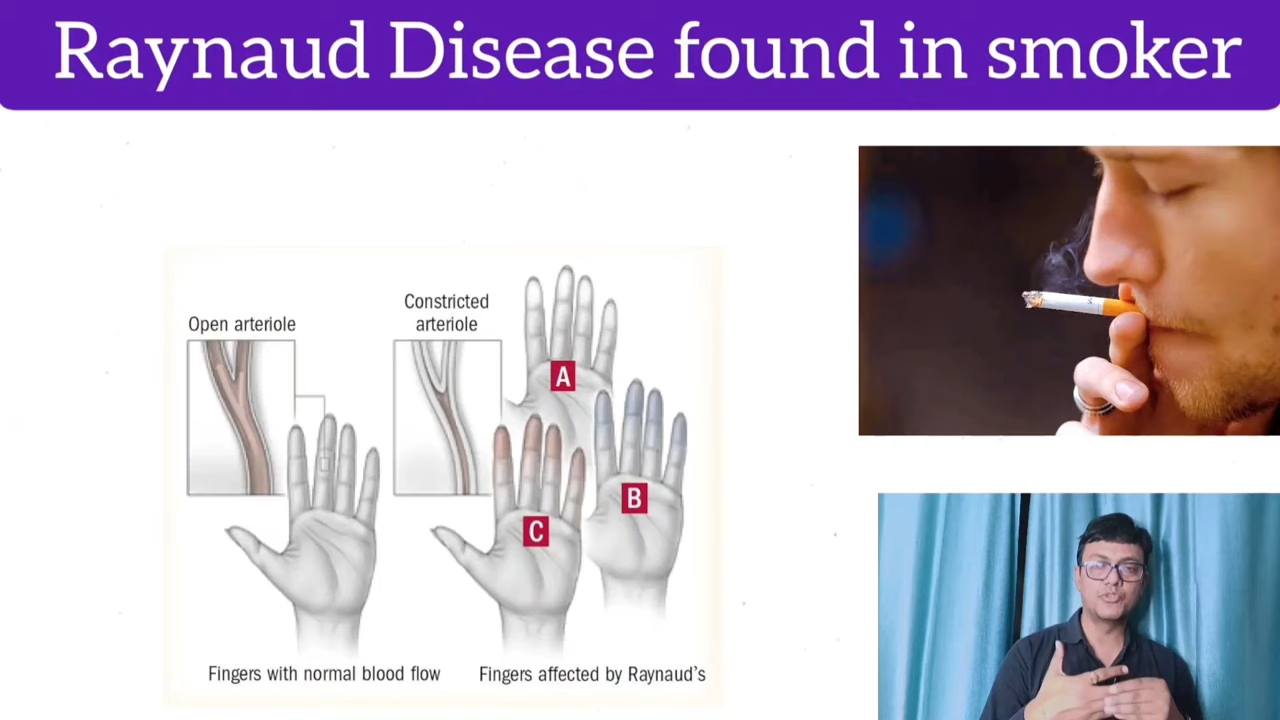 Raynaud Disease found in smoker
Open arteriole
Constricted
arteriole
A
B
C
Fingers with normal blood flow
Fingers affected by Raynaud's